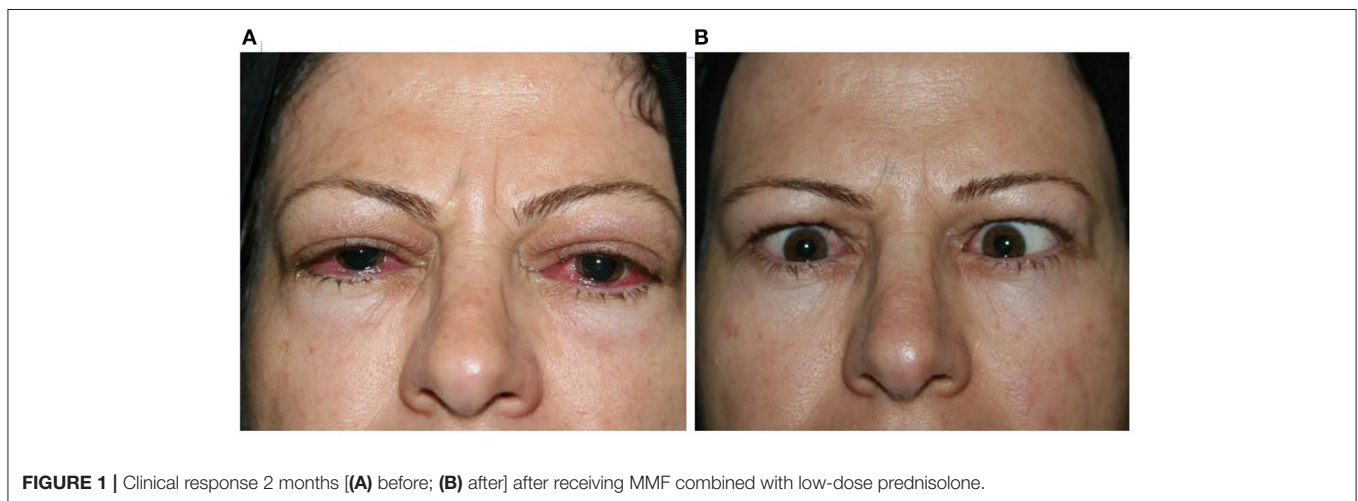 A
B
FIGURE 1 | Clinical response 2 months [(A) before; (B) after] after receiving MMF combined with low-dose prednisolone.